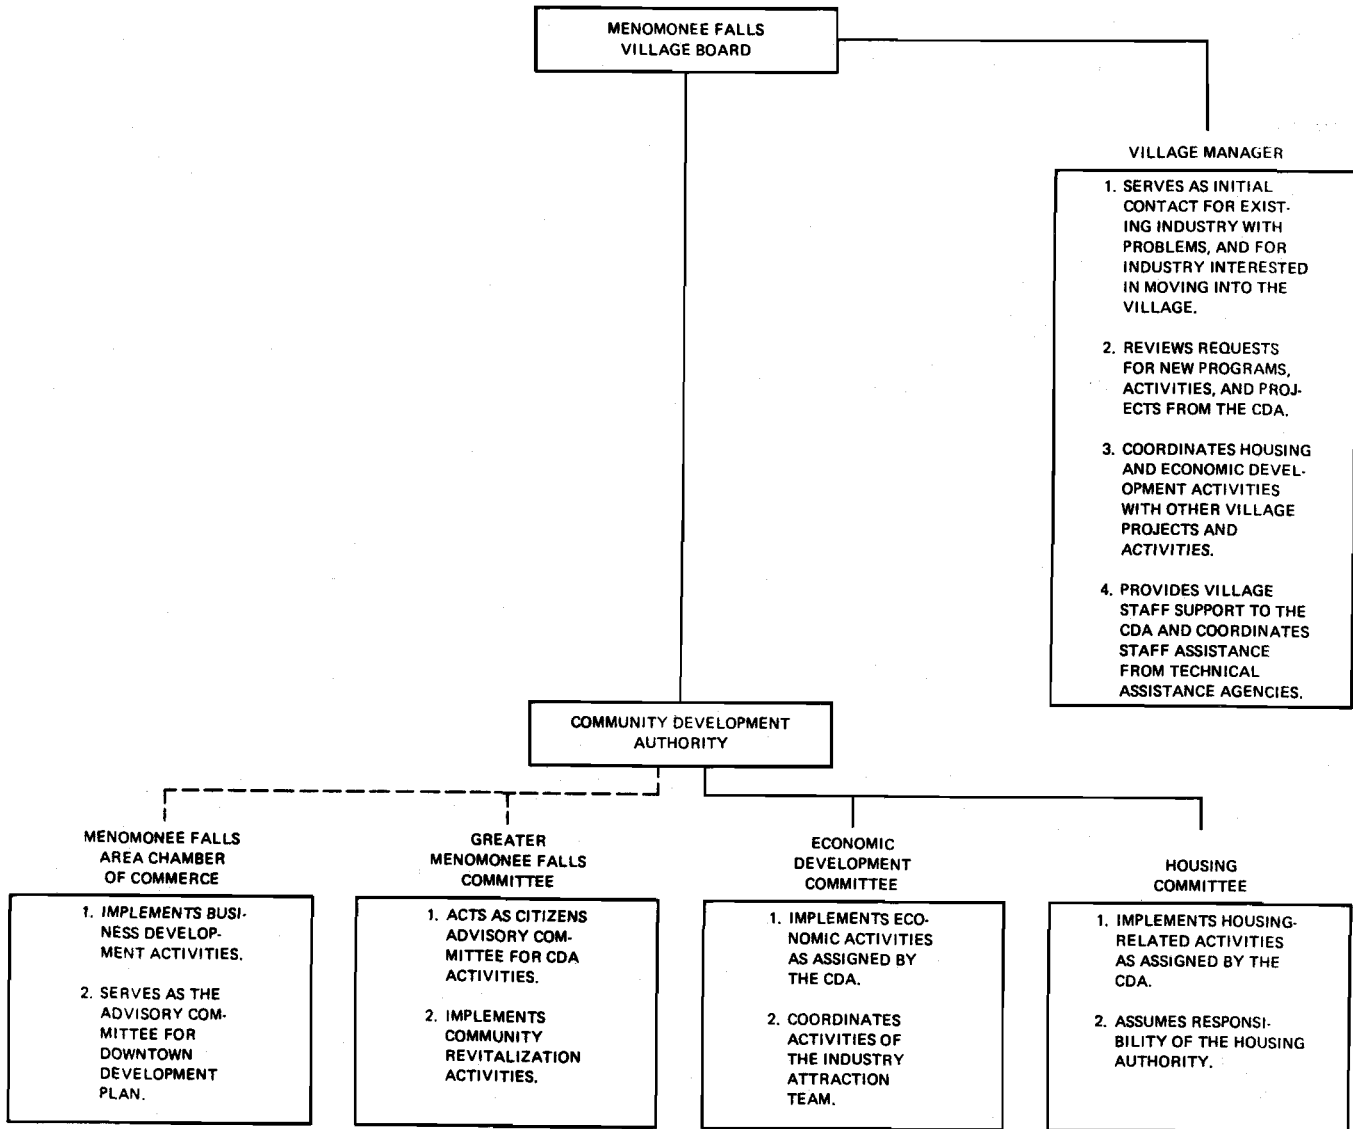 MENOMONEE FALLS
VILLAGE BOARD
VILLAGE MANAGER
1. SERVES AS INITIAL
CONTACT FOR EXIST-
ING INDUSTRY WITH
PROBLEMS, AND FOR
INDUSTRY INTERESTED
IN MOVING INTO THE
VILLAGE.
2. REVIEWS REQUESTS
FOR NEW PROGRAMS,
ACTIVITIES, AND PROJ-
ECTS FROM THE CDA.
3. COORDINATES HOUSING
AND ECONOMIC DEVEL-
OPMENT ACTIVITIES
WITH OTHER VILLAGE
PROJECTS AND
ACTIVITIES.
4. PROVIDES VILLAGE
STAFF SUPPORT TO THE
CDA AND COORDINATES
STAFF ASSISTANCE
FROM TECHNICAL
ASSISTANCE AGENCIES.
COMMUNITY DEVELOPMENT
AUTHORITY
MENOMONEE FALLS
AREA CHAMBER
OF COMMERCE
1. IMPLEMENTS BUSI-
NESS DEVELOP-
MENT ACTIVITIES.
2. SERVES AS THE
ADVISORY COM-
MITTEE FOR
DOWNTOWN
DEVELOPMENT
PLAN.
GREATER
MENOMONEE FALLS
COMMITTEE
1. ACTS AS CITIZENS
ADVISORY COM-
MITTEE FOR CDA
ACTIVITIES.
2. IMPLEMENTS
COMMUNITY
REVITALIZATION
ACTIVITIES.
ECONOMIC
DEVELOPMENT
COMMITTEE
1. IMPLEMENTS ECO-
NOMIC ACTIVITIES
AS ASSIGNED BY
THE CDA.
2. COORDINATES
ACTIVITIES OF
THE INDUSTRY
ATTRACTION
TEAM.
HOUSING
COMMITTEE
1. IMPLEMENTS HOUSING-
RELATED ACTIVITIES
AS ASSIGNED BY THE
CDA.
2. ASSUMES RESPONSI-
BILITY OF THE HOUSING
AUTHORITY.